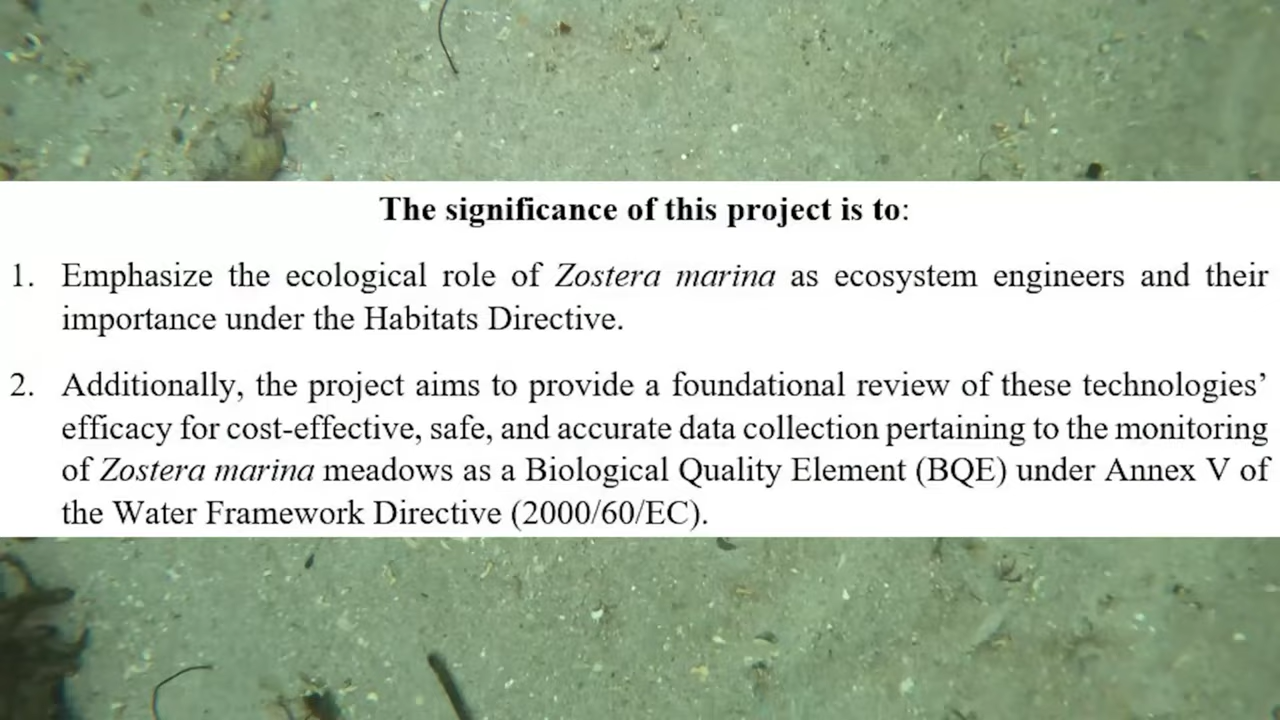 The significance of this project is to:
1. Emphasize the ecological role of Zostera marina as ecosystem engineers and their
importance under the Habitats Directive.
2. Additionally, the project aims to provide a foundational review of these technologies’
efficacy for cost-effective, safe, and accurate data collection pertaining to the monitoring
of Zostera marina meadows as a Biological Quality Element (BQE) under Annex V of
the Water Framework Directive (2000/60/EC).